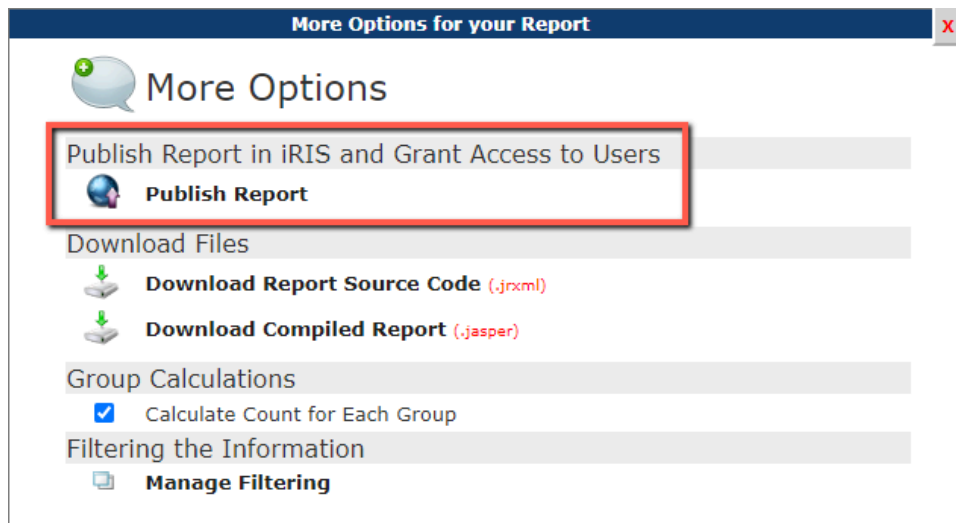 More Options for your Report
X
More Options
Publish Report in iRIS and Grant Access to Users
Publish Report
Download Files
Download Report Source Code (.jrxml)
Download Compiled Report (.jasper)
Group Calculations
Calculate Count for Each Group
Filtering the Information
Manage Filtering